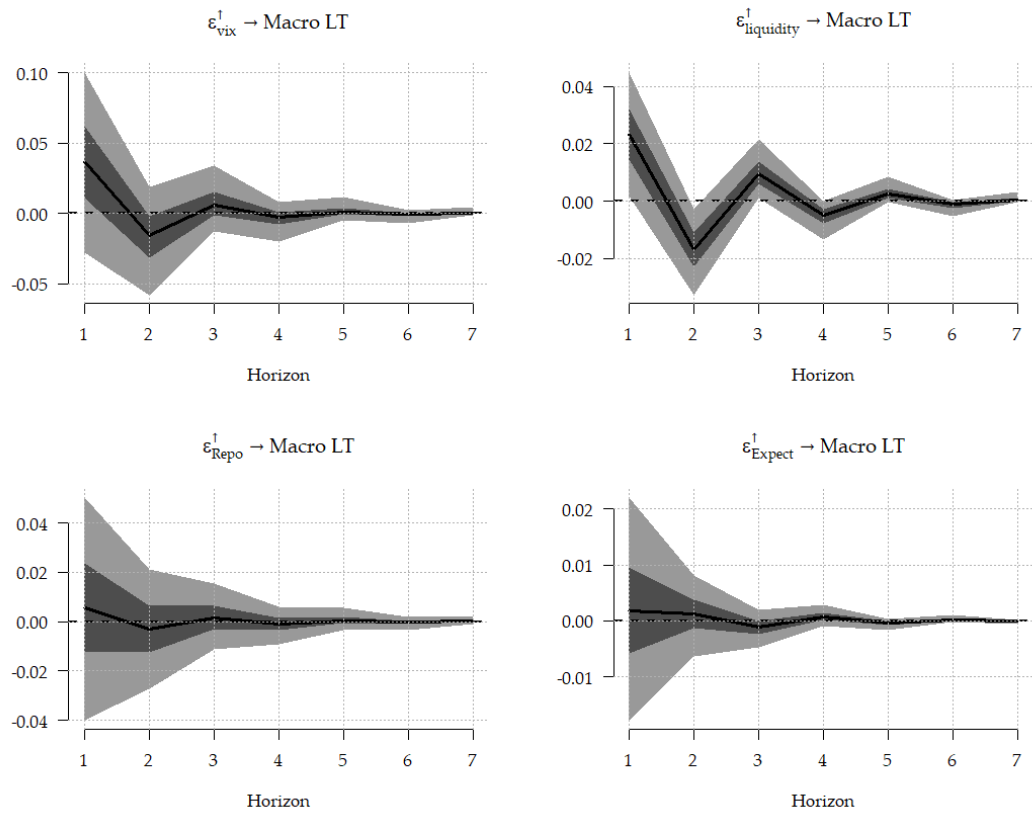 ε↑vix → Macro LT
0.10
0.05
0.00
-0.05
1 2 3 4 5 6 7
Horizon
ε↑liquidity → Macro LT
0.04
0.02
0.00
-0.02
1 2 3 4 5 6 7
Horizon
ε↑Repo → Macro LT
0.04
0.02
0.00
-0.02
-0.04
1 2 3 4 5 6 7
Horizon
ε↑Expect → Macro LT
0.02
0.01
0.00
-0.01
1 2 3 4 5 6 7
Horizon